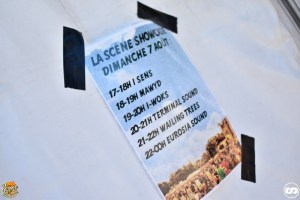 LA SCÈNE SHOWCASE
DIMANCHE 7 AOÛT
17-18H I SENS
18-19H MAWYD
19-20H I-WOKS
20-21H TERMINAL SOUND
21-22H WAILING TREES
22-00H EUROSIA SOUND